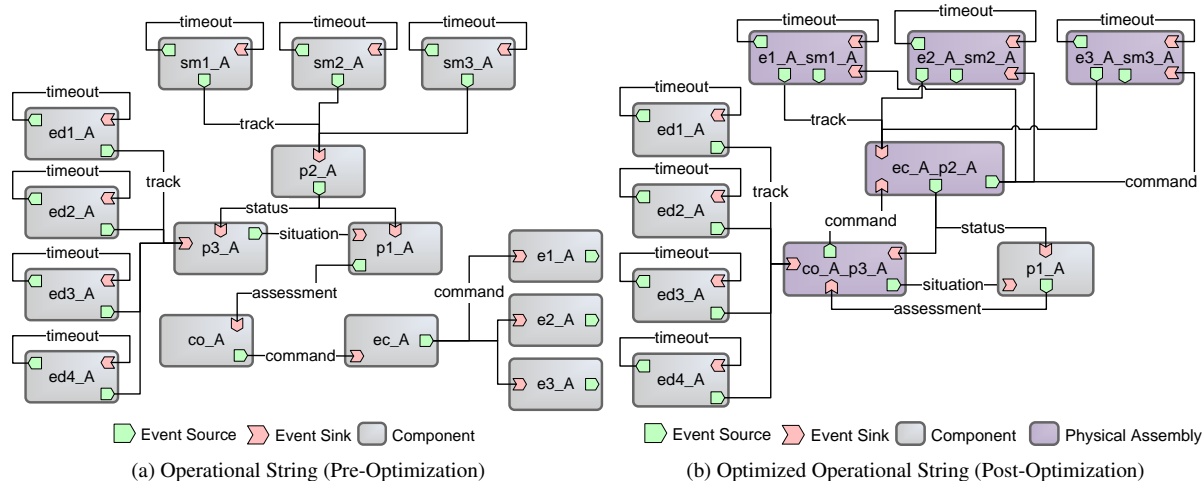 timeout timeout timeout
sm1_A sm2_A sm3_A
timeout
ed1_A
track
p2_A
track
timeout
ed2_A
status
p3_A
situation
p1_A
timeout
ed3_A
assessment
command
e1_A
co_A
command
ec_A
e2_A
timeout
ed4_A
e3_A
Event Source Event Sink Component
(a) Operational String (Pre-Optimization)
timeout timeout timeout
e1_A_sm1_A e2_A_sm2_A e3_A_sm3_A
timeout
ed1_A
track
ec_A_p2_A
command
timeout
ed2_A
track
command
status
timeout
ed3_A
co_A_p3_A
situation
p1_A
assessment
timeout
ed4_A
Event Source Event Sink Component Physical Assembly
(b) Optimized Operational String (Post-Optimization)